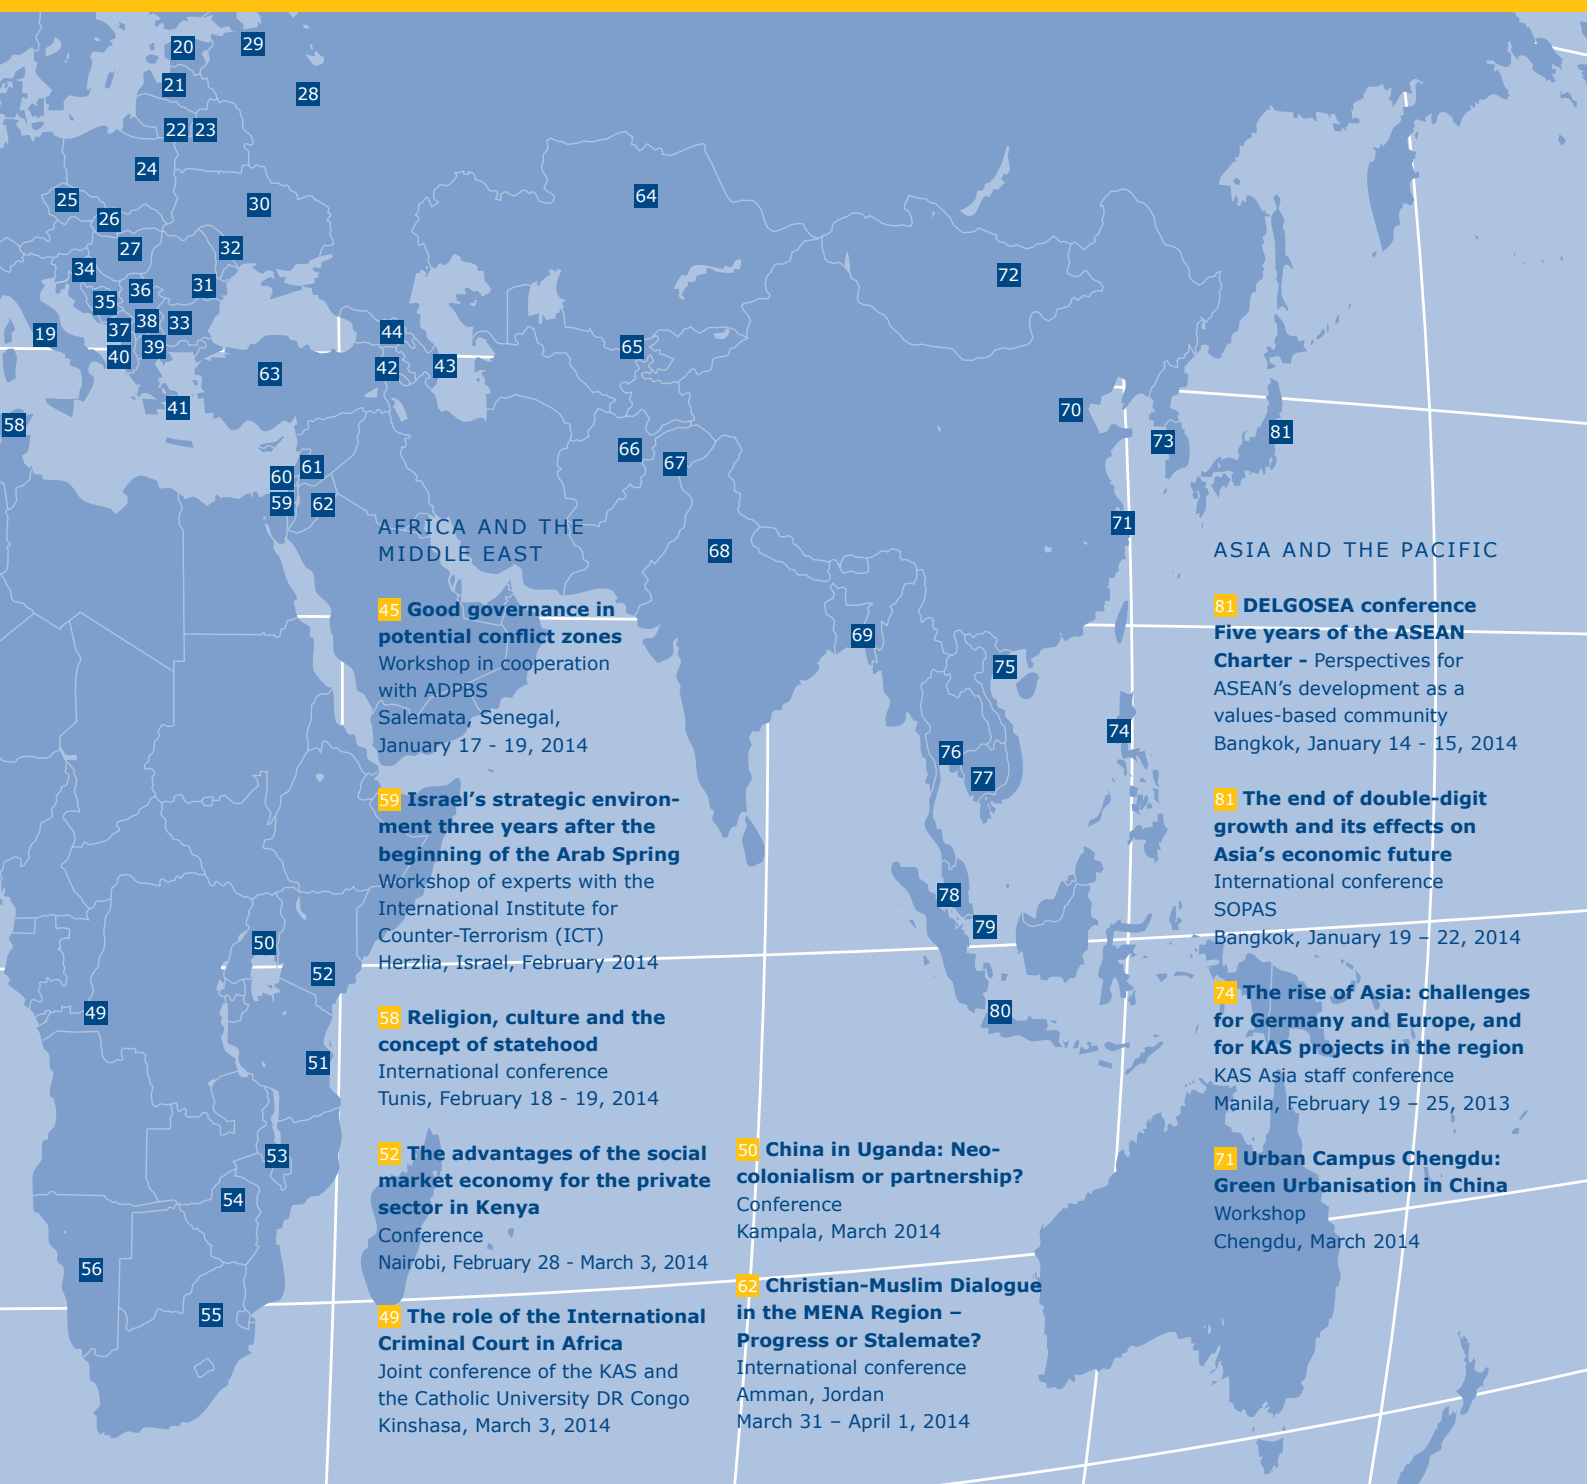 20
29
21
28
22
23
24
25
64
26
30
27
32
34
72
31
36
35
38
33
19
37
44
39
65
40
43
42
63
41
70
58
81
73
66
67
61
60
59
62
71
68
69
75
74
76
77
78
79
50
52
80
49
51
53
54
56
55
AFRICA AND THE
MIDDLE EAST
45 Good governance in
potential conflict zones
Workshop in cooperation
with ADPBS
Salemata, Senegal,
January 17 - 19, 2014
59 Israel’s strategic environ-
ment three years after the
beginning of the Arab Spring
Workshop of experts with the
International Institute for
Counter-Terrorism (ICT)
Herzlia, Israel, February 2014
58 Religion, culture and the
concept of statehood
International conference
Tunis, February 18 - 19, 2014
52 The advantages of the social
market economy for the private
sector in Kenya
Conference
Nairobi, February 28 - March 3, 2014
49 The role of the International
Criminal Court in Africa
Joint conference of the KAS and
the Catholic University DR Congo
Kinshasa, March 3, 2014
50 China in Uganda: Neo-
colonialism or partnership?
Conference
Kampala, March 2014
62 Christian-Muslim Dialogue
in the MENA Region –
Progress or Stalemate?
International conference
Amman, Jordan
March 31 – April 1, 2014
ASIA AND THE PACIFIC
81 DELGOSEA conference
Five years of the ASEAN
Charter - Perspectives for
ASEAN’s development as a
values-based community
Bangkok, January 14 - 15, 2014
81 The end of double-digit
growth and its effects on
Asia’s economic future
International conference
SOPAS
Bangkok, January 19 – 22, 2014
74 The rise of Asia: challenges
for Germany and Europe, and
for KAS projects in the region
KAS Asia staff conference
Manila, February 19 – 25, 2013
71 Urban Campus Chengdu:
Green Urbanisation in China
Workshop
Chengdu, March 2014